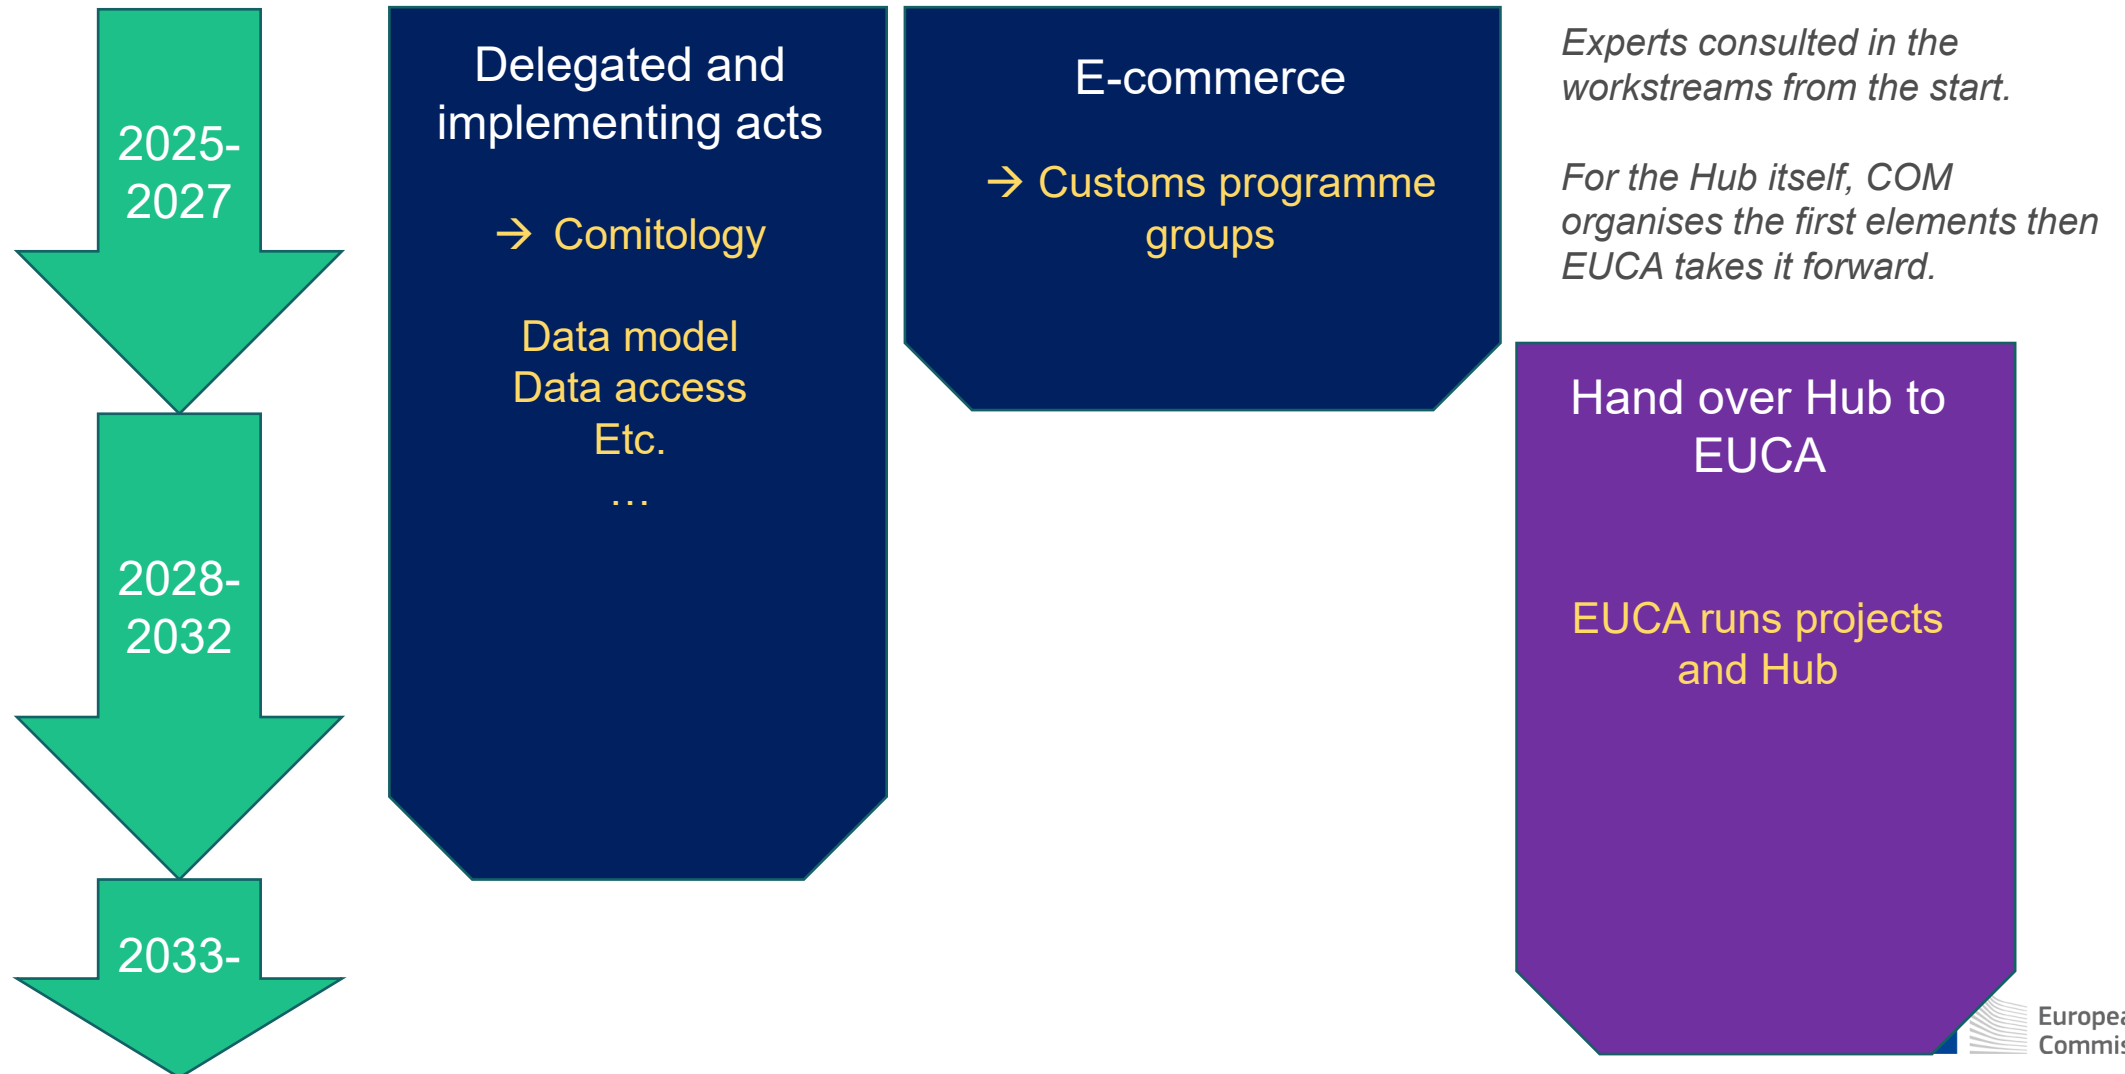 2025-
2027
2028-
2032
2033-
Delegated and
implementing acts
→ Comitology
Data model
Data access
Etc.
…
E-commerce
→ Customs programme
groups
Experts consulted in the
workstreams from the start.
For the Hub itself, COM
organises the first elements then
EUCA takes it forward.
Hand over Hub to
EUCA
EUCA runs projects
and Hub
Europea
Commis